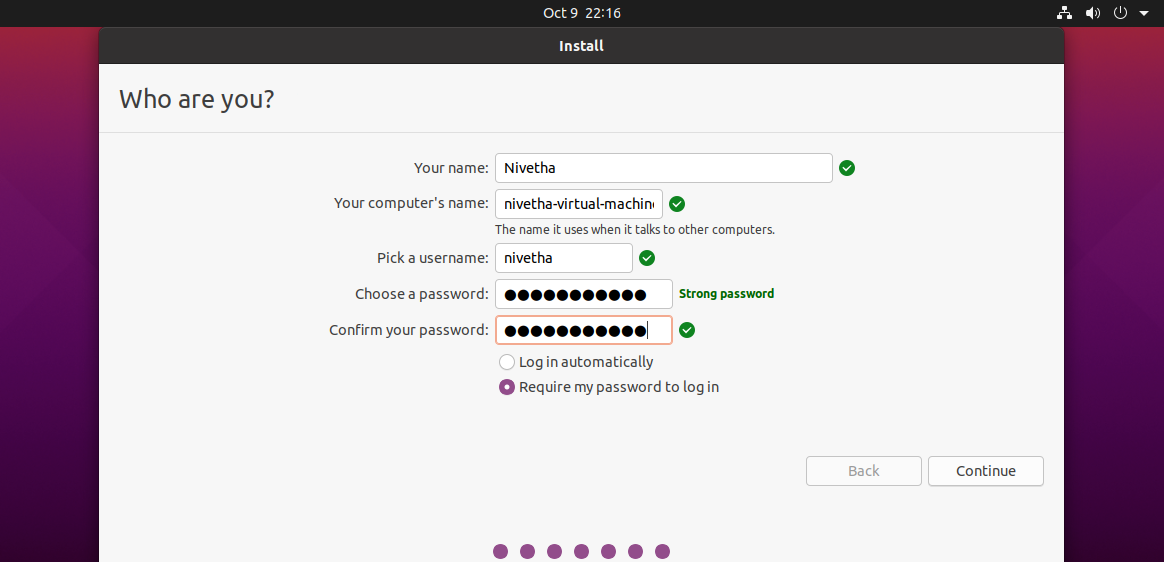 Oct 9 22:16
Install
Who are you?
Your name: Nivetha
Your computer's name: nivetha-virtual-machin
The name it uses when it talks to other computers.
Pick a username: nivetha
Choose a password: ●●●●●●●●●●● Strong password
Confirm your password: ●●●●●●●●●●●
Log in automatically
Require my password to log in
Back Continue